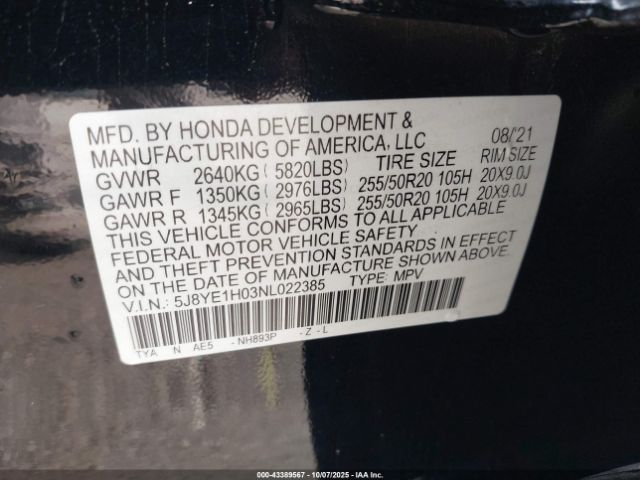 MFD. BY HONDA DEVELOPMENT &
MANUFACTURING OF AMERICA, LLC 08/'21
GVWR 2640KG (5820LBS) TIRE SIZE RIM SIZE
GAWR F 1350KG (2976LBS) 255/50R20 105H 20X9.0J
GAWR R 1345KG (2965LBS) 255/50R20 105H 20X9.0J
THIS VEHICLE CONFORMS TO ALL APPLICABLE
FEDERAL MOTOR VEHICLE SAFETY
AND THEFT PREVENTION STANDARDS IN EFFECT
ON THE DATE OF MANUFACTURE SHOWN ABOVE.
V.I.N.: 5J8YE1H03NL022385 TYPE: MPV
TYA N AE5 -NH893P -Z-L
000-43389567 | 10/07/2025 - IAA Inc.